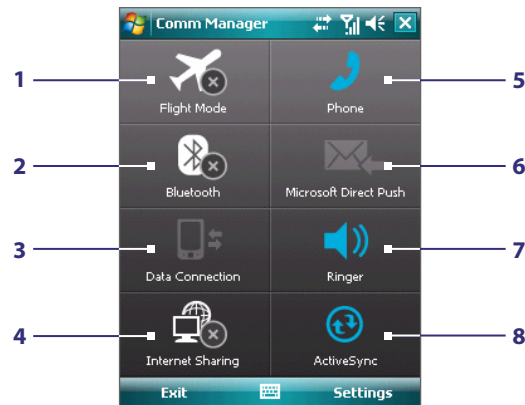 Comm Manager
1
Flight Mode
5
Phone
2
Bluetooth
6
Microsoft Direct Push
3
Data Connection
7
Ringer
4
Internet Sharing
8
ActiveSync
Exit
Settings